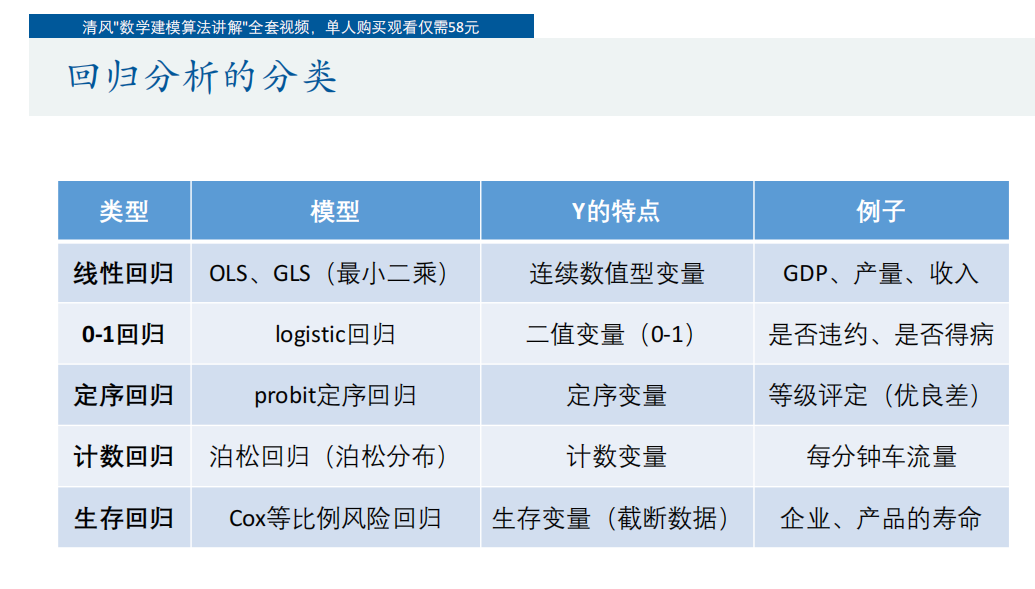 清风"数学建模算法讲解"全套视频，单人购买观看仅需58元
回归分析的分类
类型 模型 Y的特点 例子
线性回归 OLS、GLS（最小二乘） 连续数值型变量 GDP、产量、收入
0-1回归 logistic回归 二值变量（0-1） 是否违约、是否得病
定序回归 probit定序回归 定序变量 等级评定（优良差）
计数回归 泊松回归（泊松分布） 计数变量 每分钟车流量
生存回归 Cox等比例风险回归 生存变量（截断数据） 企业、产品的寿命